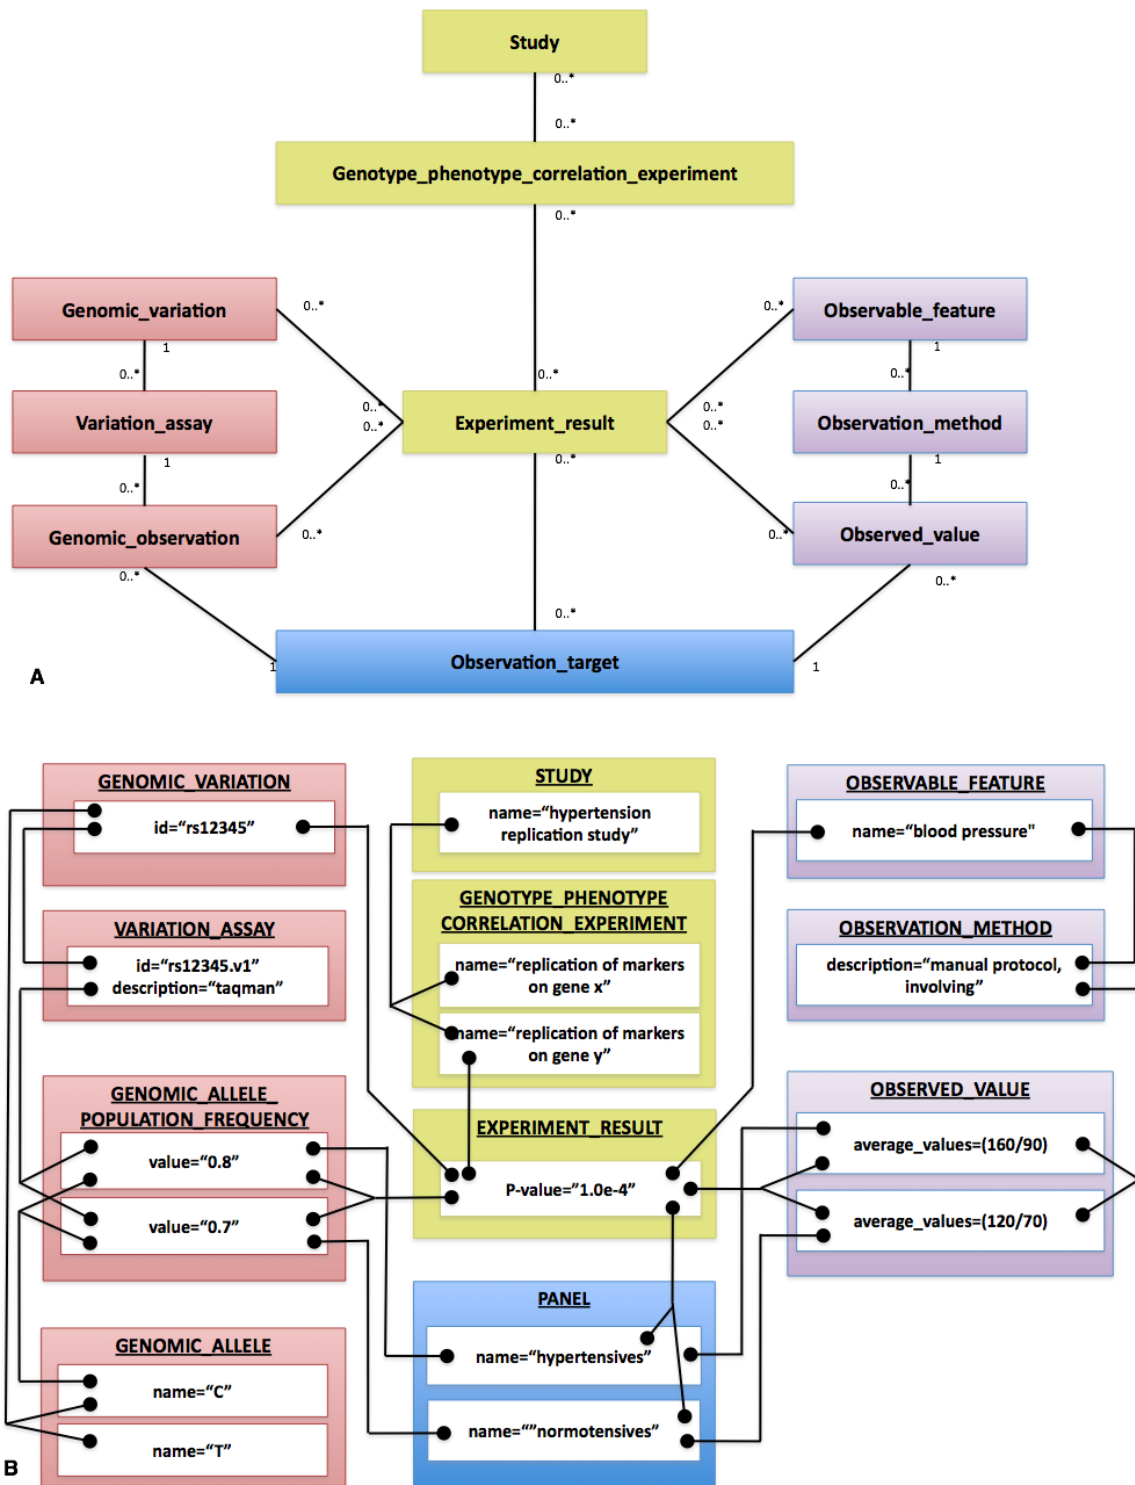 Study
0..*
0..*
Genotype_phenotype_correlation_experiment
0..*
Genomic_variation
0..*
0..*
Observable_feature
1
1
0..*
0..*
0..*
Variation_assay
0..*
0..*
Experiment_result
0..*
0..*
Observation_method
1
0..*
1
0..*
0..*
Genomic_observation
0..*
0..*
Observed_value
0..*
0..*
0..*
1
Observation_target
1
A
GENOMIC_VARIATION
id="rs12345"
STUDY
name="hypertension
replication study"
OBSERVABLE_FEATURE
name="blood pressure"
GENOTYPE_PHENOTYPE
CORRELATION_EXPERIMENT
name="replication of markers
on gene x"
name="replication of markers
on gene y"
VARIATION_ASSAY
id="rs12345.v1"
description="taqman"
OBSERVATION_METHOD
description="manual protocol,
involving"
GENOMIC_ALLELE_
POPULATION_FREQUENCY
value="0.8"
value="0.7"
EXPERIMENT_RESULT
P-value="1.0e-4"
OBSERVED_VALUE
average_values=(160/90)
average_values=(120/70)
PANEL
name="hypertensives"
name=""normotensives"
GENOMIC_ALLELE
name="C"
name="T"
B